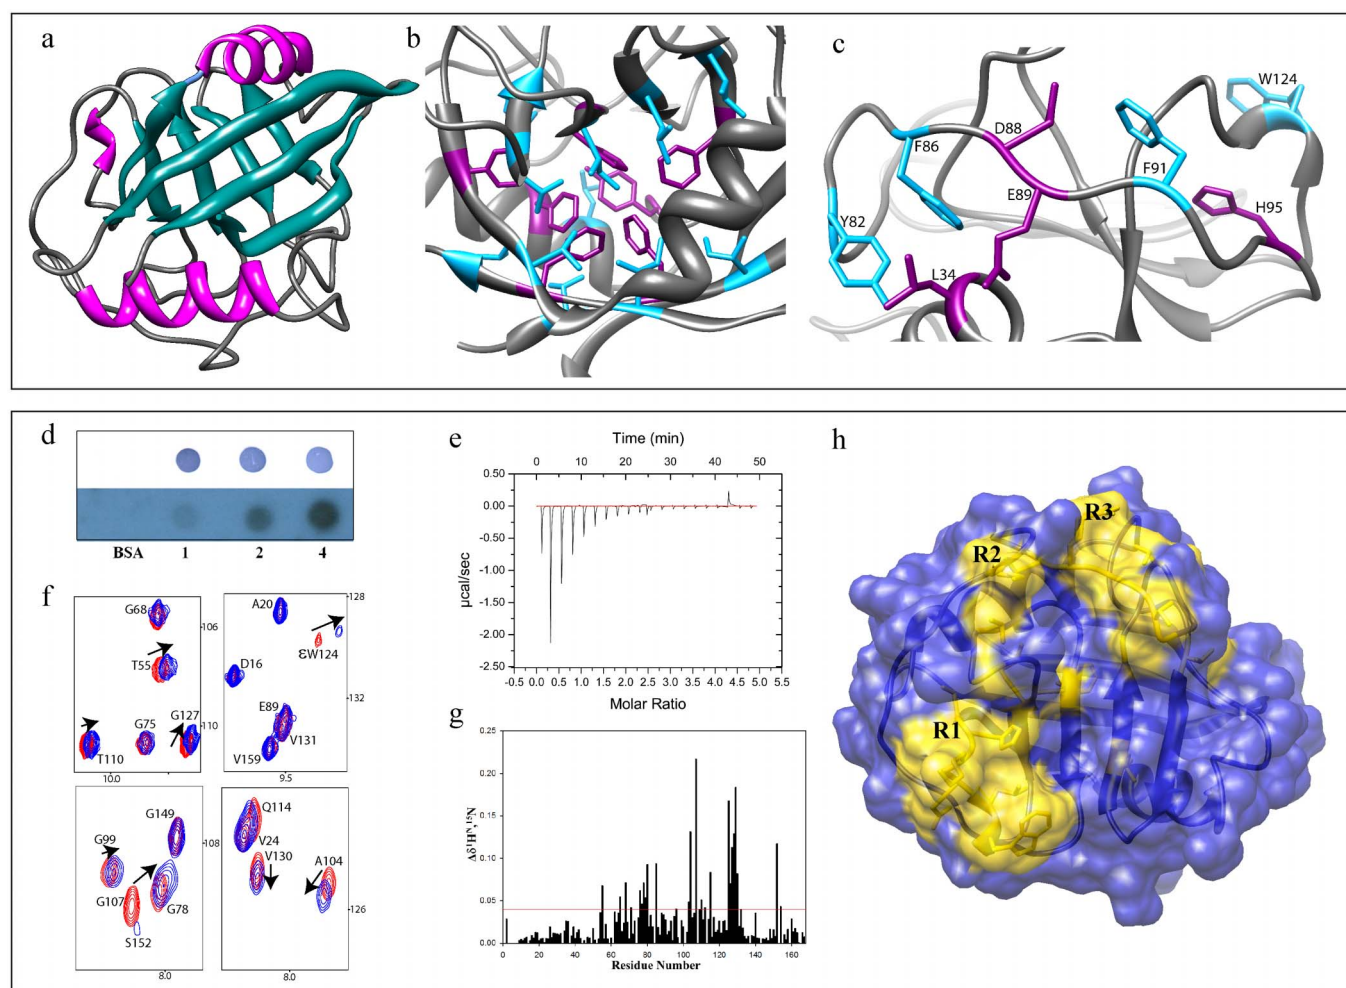 a
b
c
W124
D88
F86
F91
E89
Y82
H95
L34
d
BSA 1 2 4
e
Time (min)
0 10 20 30 40 50
0.50
0.00
-0.50
-1.00
-1.50
-2.00
-2.50
µcal/sec
-0.5 0.0 0.5 1.0 1.5 2.0 2.5 3.0 3.5 4.0 4.5 5.0 5.5
Molar Ratio
f
G68
106
T55
G75
G127
110
T110
10.0
A20
128
εW124
D16
132
E89
V131
V159
9.5
G149
G99
108
G107
G78
S152
8.0
Q114
V24
V130
A104
126
8.0
g
0.25
0.20
0.15
0.10
0.05
0.00
Δδ¹Hᴺ,¹⁵N
0 20 40 60 80 100 120 140 160
Residue Number
h
R3
R2
R1